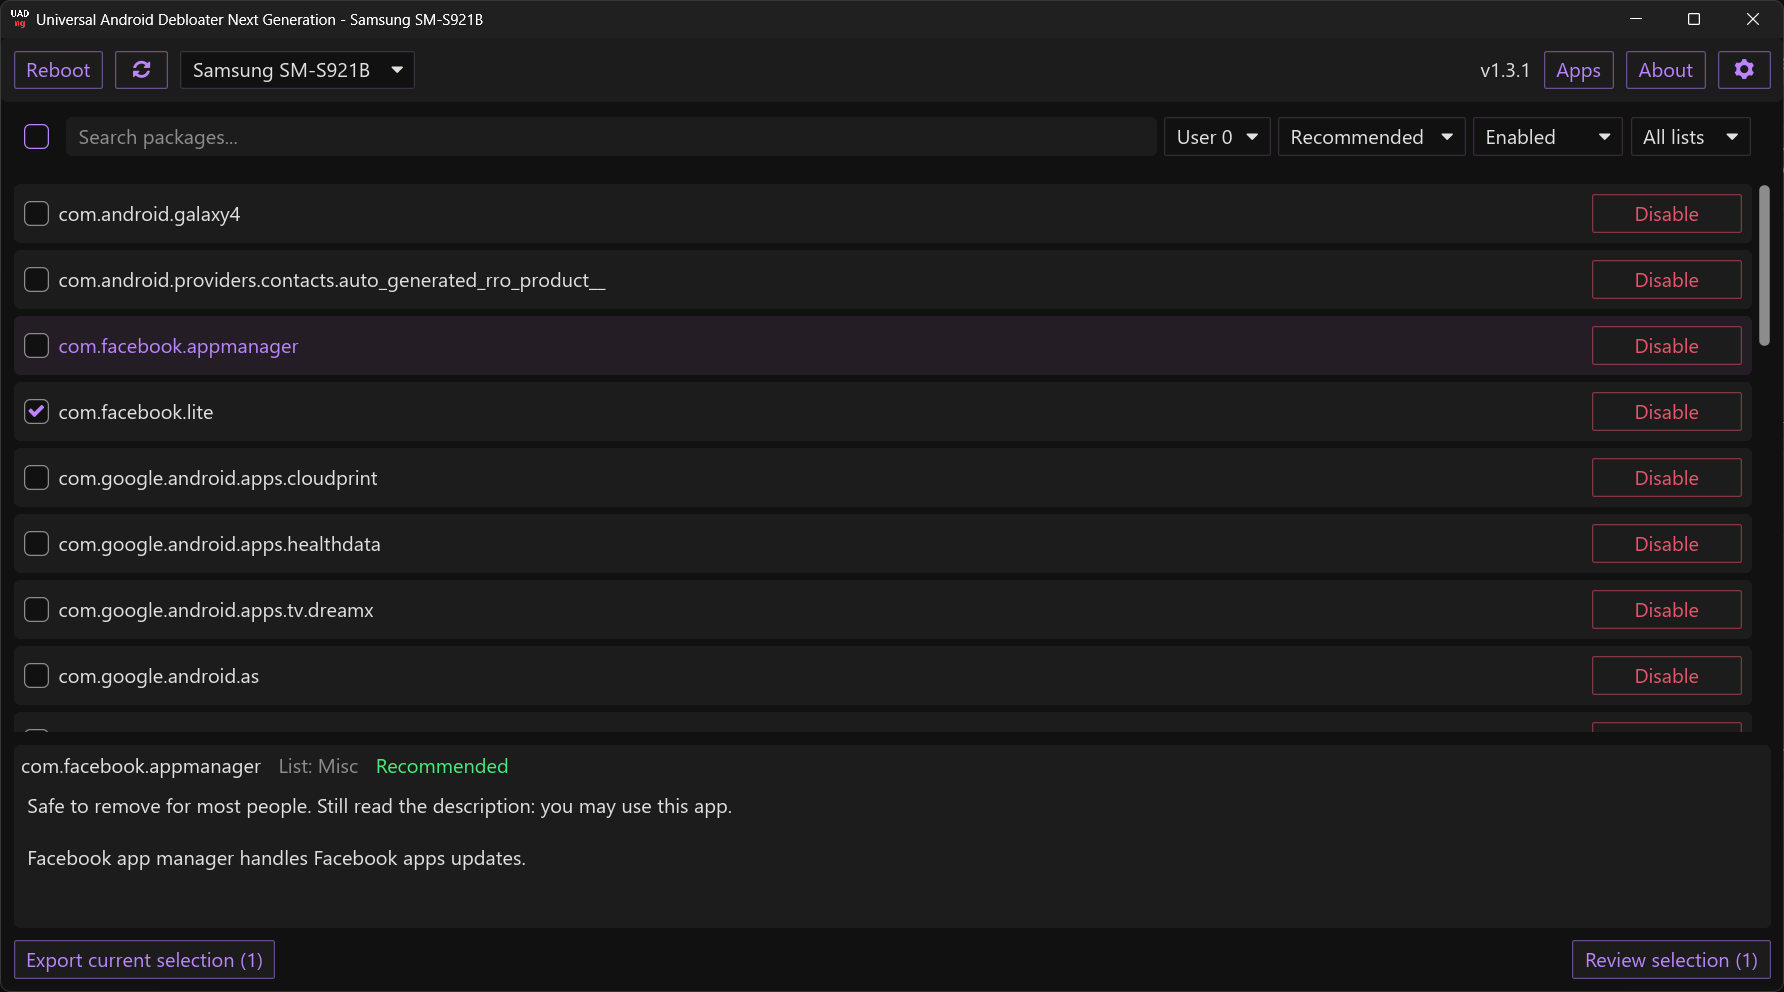 UAD
ng
Universal Android Debloater Next Generation - Samsung SM-S921B
Reboot
Samsung SM-S921B
v1.3.1
Apps
About
Search packages...
User 0
Recommended
Enabled
All lists
com.android.galaxy4
Disable
com.android.providers.contacts.auto_generated_rro_product__
Disable
com.facebook.appmanager
Disable
com.facebook.lite
Disable
com.google.android.apps.cloudprint
Disable
com.google.android.apps.healthdata
Disable
com.google.android.apps.tv.dreamx
Disable
com.google.android.as
Disable
com.facebook.appmanager List: Misc Recommended
Safe to remove for most people. Still read the description: you may use this app.
Facebook app manager handles Facebook apps updates.
Export current selection (1)
Review selection (1)